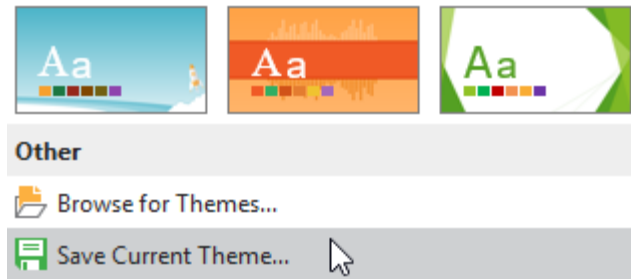 Aa Aa Aa
Other
Browse for Themes...
Save Current Theme...